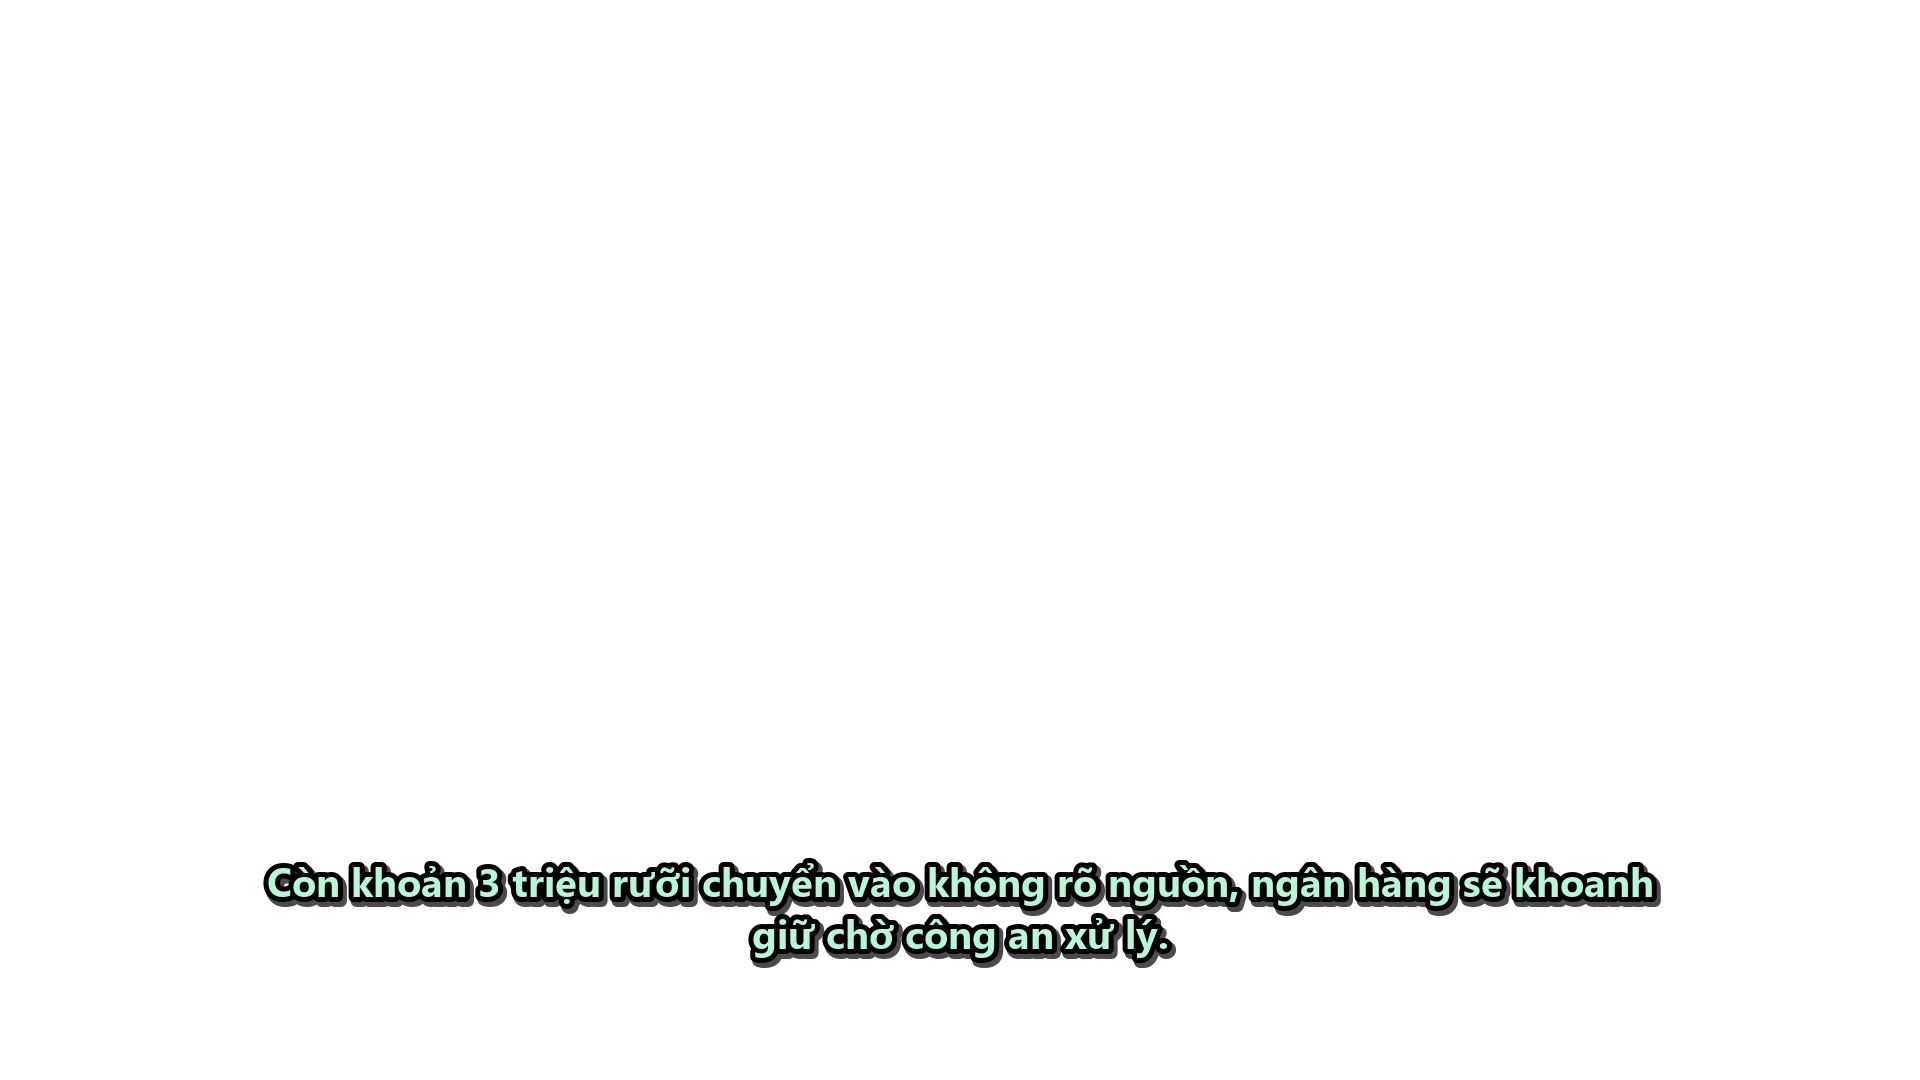 Còn khoản 3 triệu rưỡi chuyển vào không rõ nguồn, ngân hàng sẽ khoanh
giữ chờ công an xử lý.